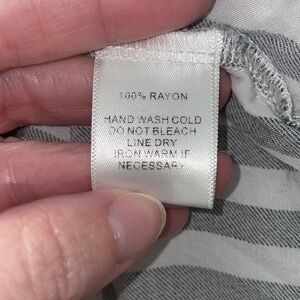 100% RAYON
HAND WASH COLD
DO NOT BLEACH
LINE DRY
IRON WARM IF
NECESSARY